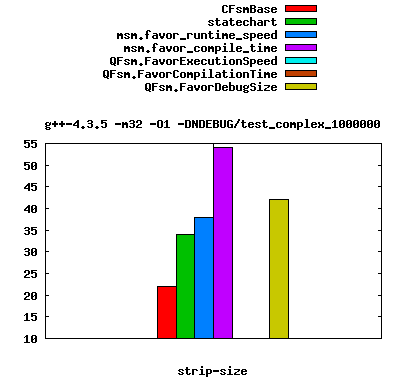 CFsmBase
statechart
msm.favor_runtime_speed
msm.favor_compile_time
QFsm.FavorExecutionSpeed
QFsm.FavorCompilationTime
QFsm.FavorDebugSize
g++-4.3.5 -m32 -O1 -DNDEBUG/test_complex_1000000
55
50
45
40
35
30
25
20
15
10
strip-size